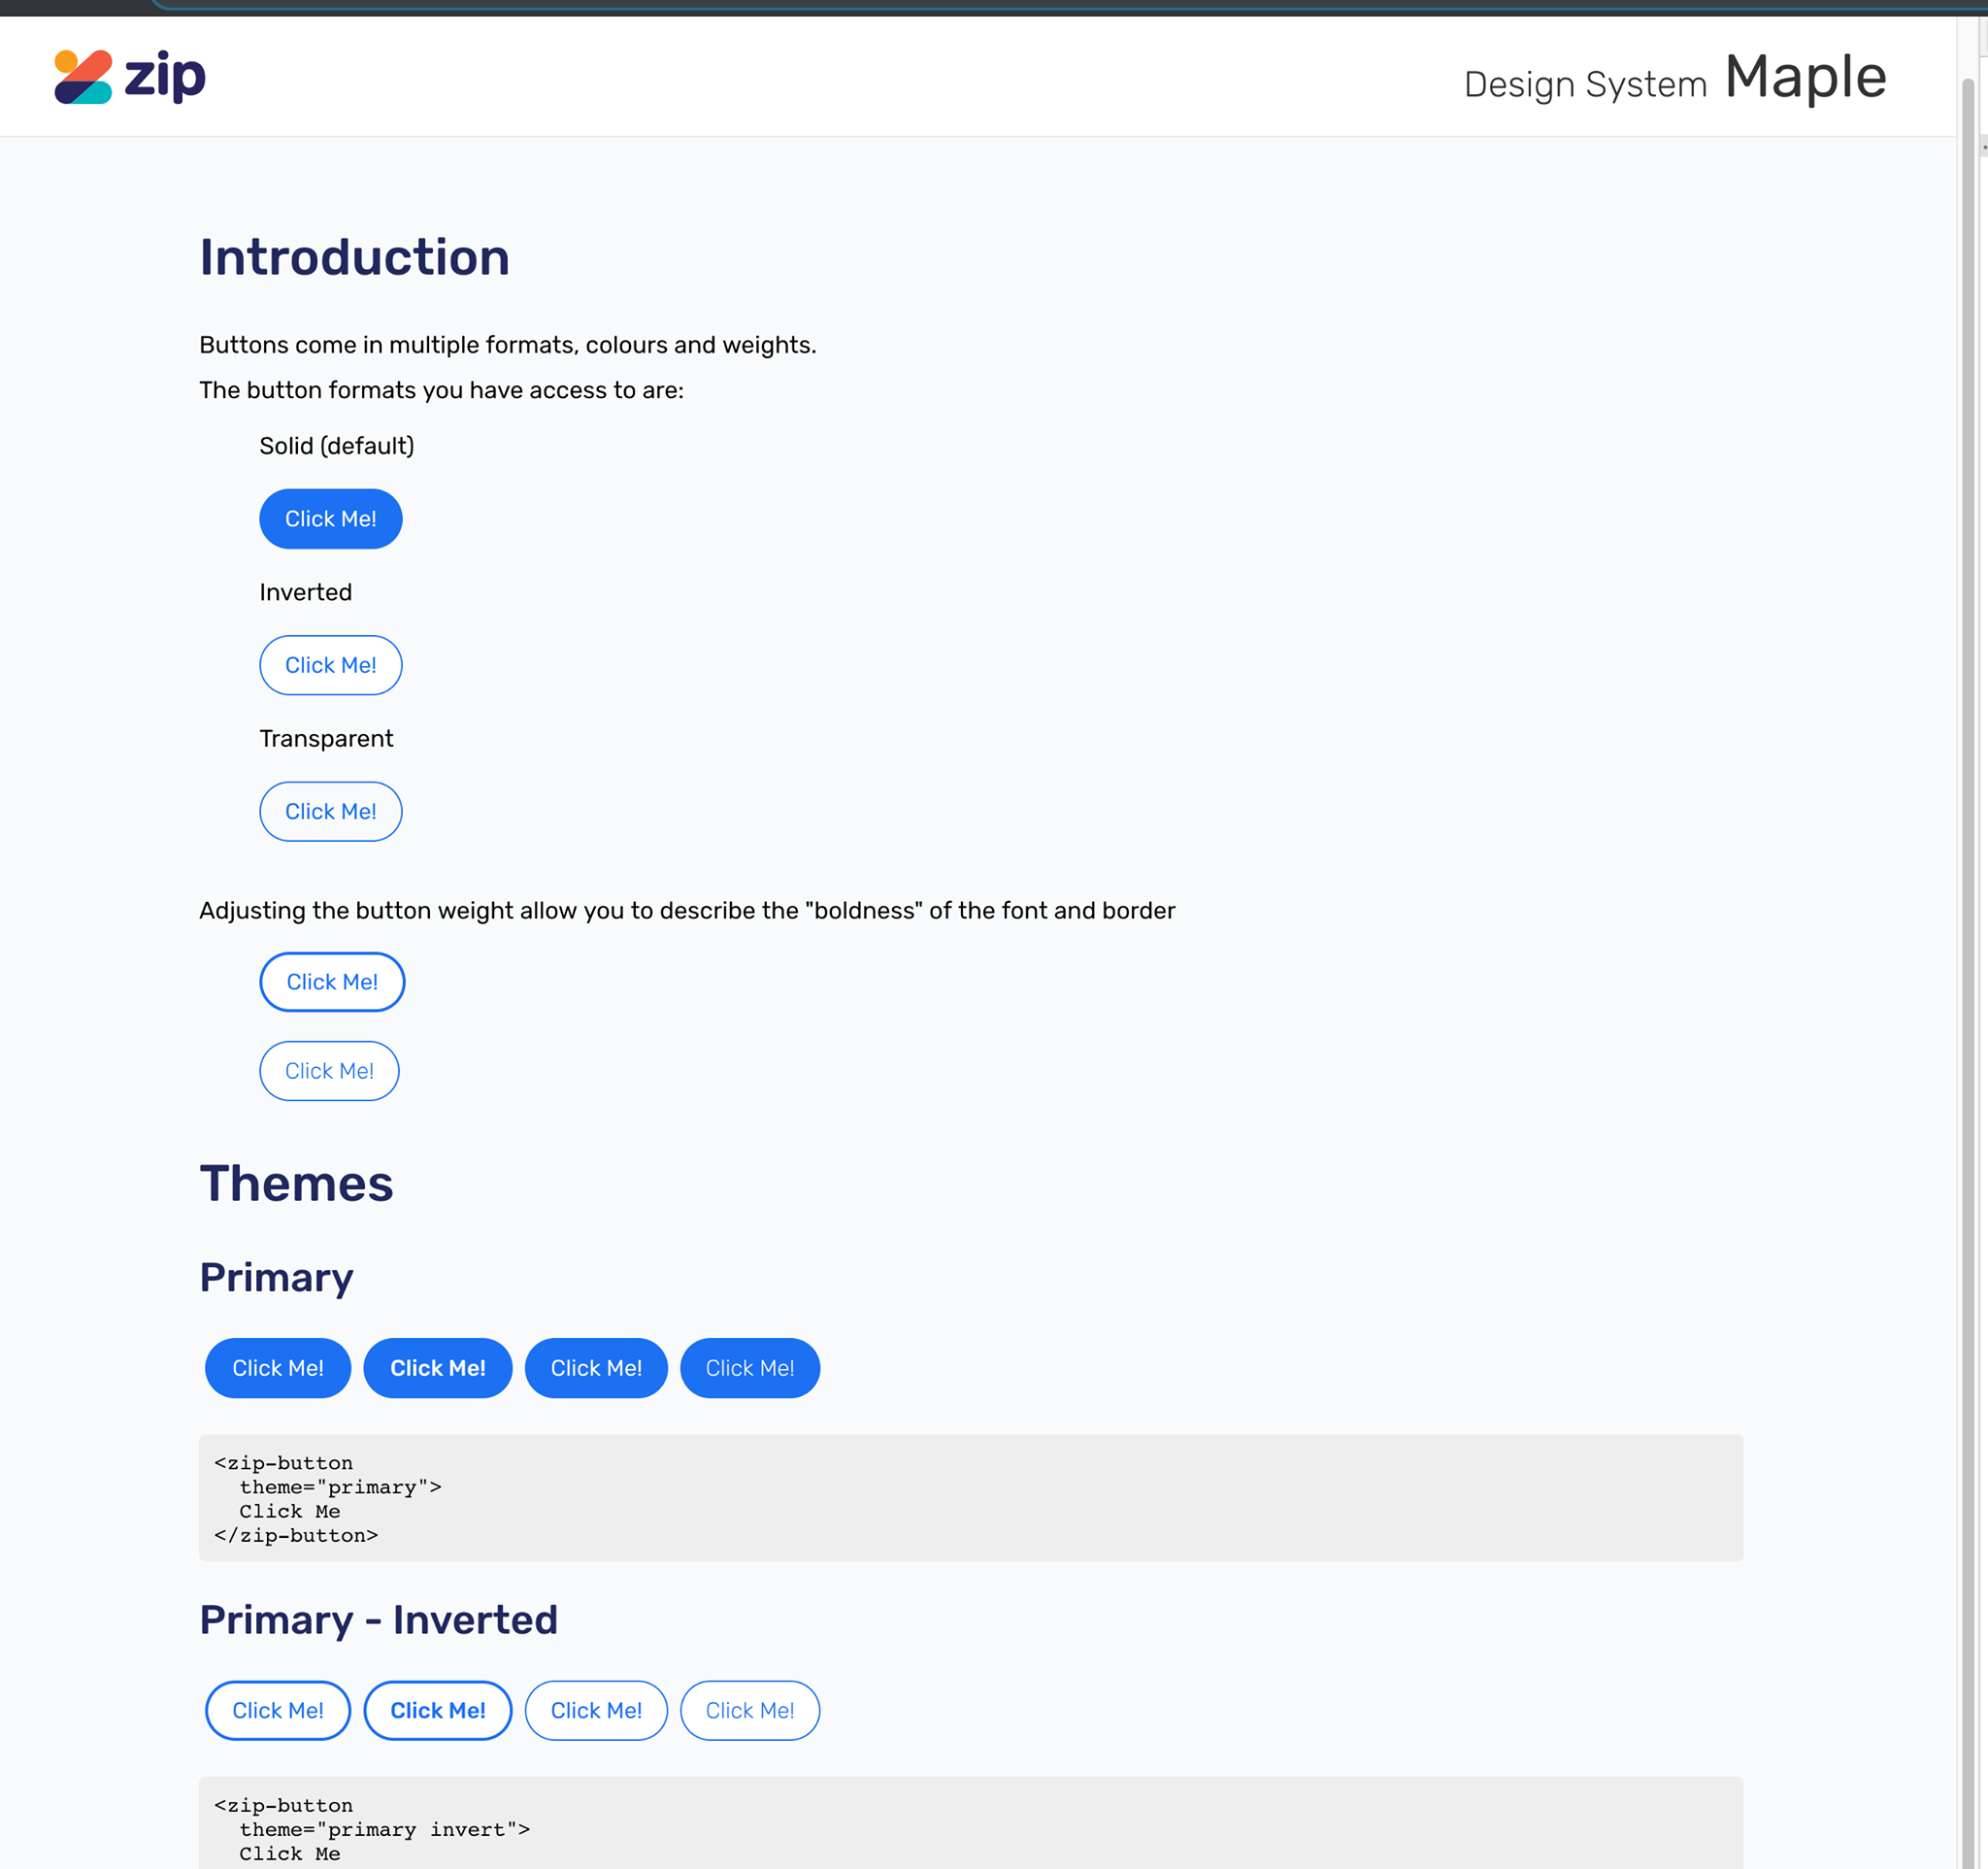 zip
Design System Maple
Introduction
Buttons come in multiple formats, colours and weights.
The button formats you have access to are:
Solid (default)
Click Me!
Inverted
Click Me!
Transparent
Click Me!
Adjusting the button weight allow you to describe the "boldness" of the font and border
Click Me!
Click Me!
Themes
Primary
Click Me! Click Me! Click Me! Click Me!
<zip-button
  theme="primary">
  Click Me
</zip-button>
Primary - Inverted
Click Me! Click Me! Click Me! Click Me!
<zip-button
  theme="primary invert">
  Click Me